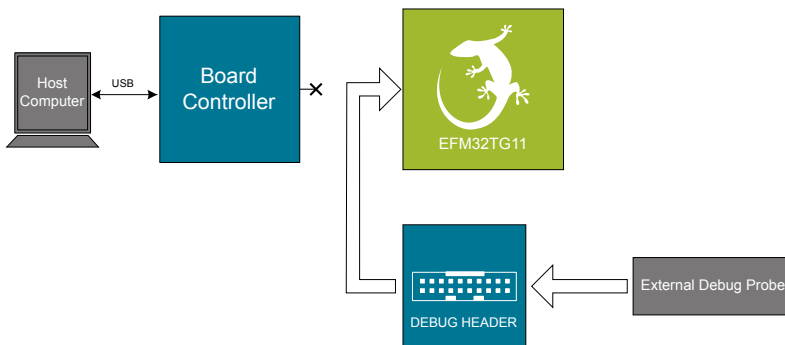 Host
Computer
USB
Board
Controller
EFM32TG11
DEBUG HEADER
External Debug Probe